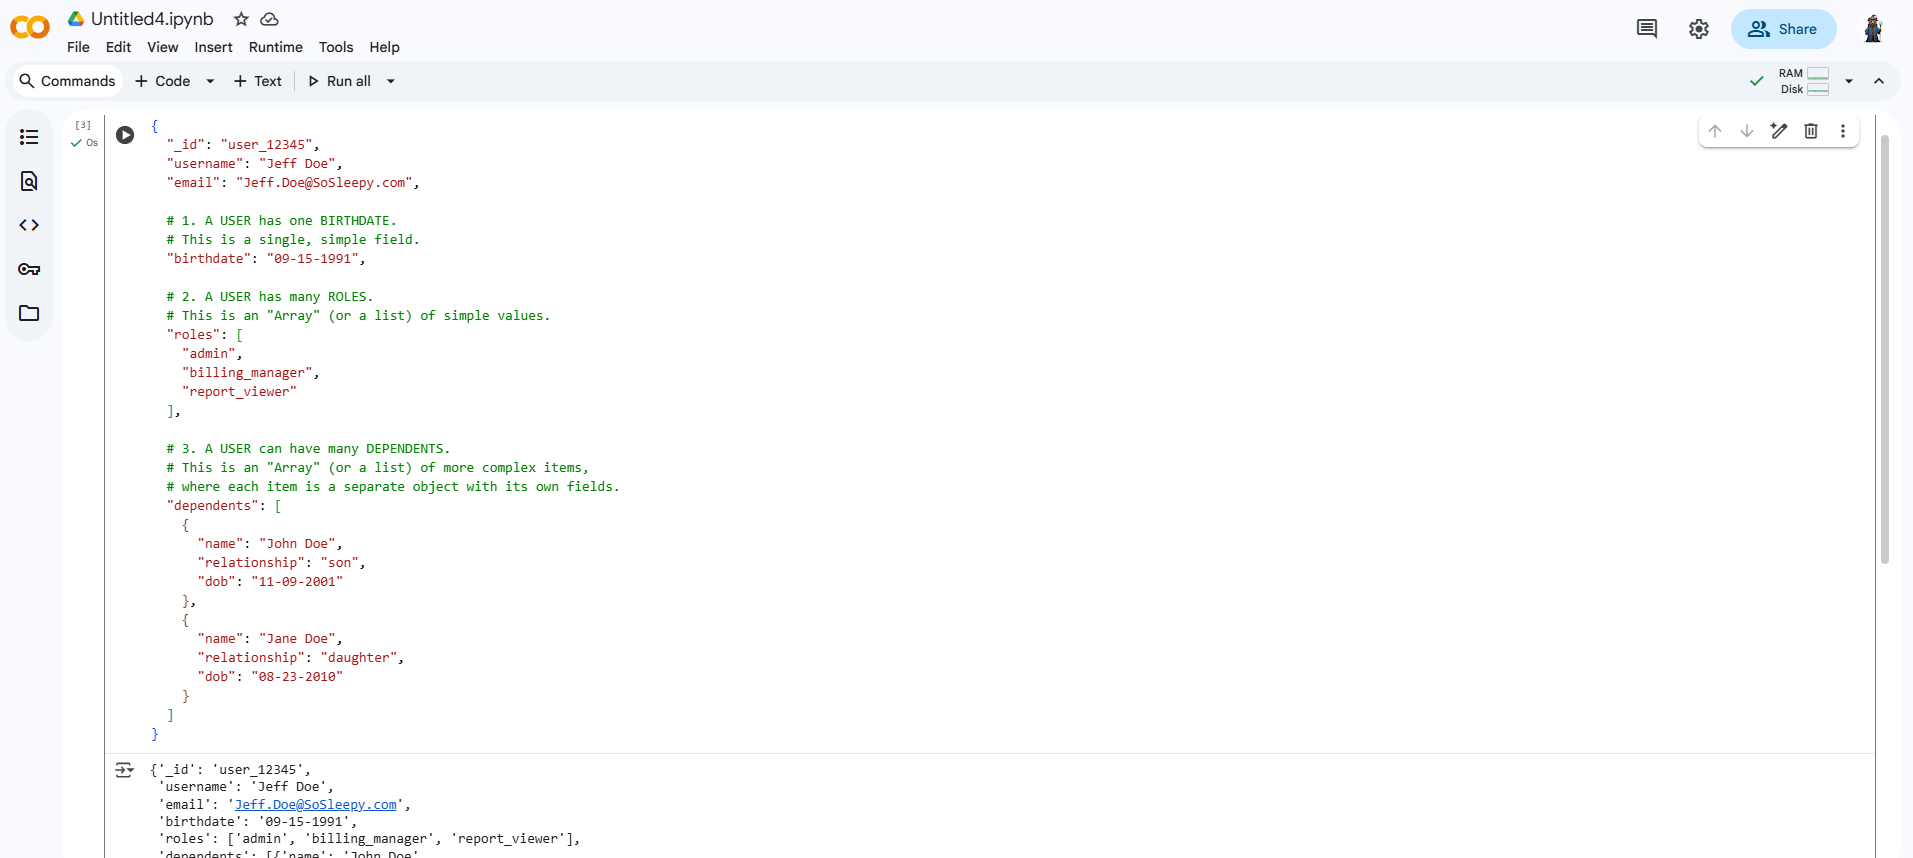 Untitled4.ipynb
File Edit View Insert Runtime Tools Help
Share
Commands + Code + Text Run all
RAM
Disk
[3]
0s
{
"_id": "user_12345",
"username": "Jeff Doe",
"email": "Jeff.Doe@SoSleepy.com",
# 1. A USER has one BIRTHDATE.
# This is a single, simple field.
"birthdate": "09-15-1991",
# 2. A USER has many ROLES.
# This is an "Array" (or a list) of simple values.
"roles": [
"admin",
"billing_manager",
"report_viewer"
],
# 3. A USER can have many DEPENDENTS.
# This is an "Array" (or a list) of more complex items,
# where each item is a separate object with its own fields.
"dependents": [
{
"name": "John Doe",
"relationship": "son",
"dob": "11-09-2001"
},
{
"name": "Jane Doe",
"relationship": "daughter",
"dob": "08-23-2010"
}
]
}
{'_id': 'user_12345',
'username': 'Jeff Doe',
'email': 'Jeff.Doe@SoSleepy.com',
'birthdate': '09-15-1991',
'roles': ['admin', 'billing_manager', 'report_viewer'],
'dependents': [{'name': 'John Doe',